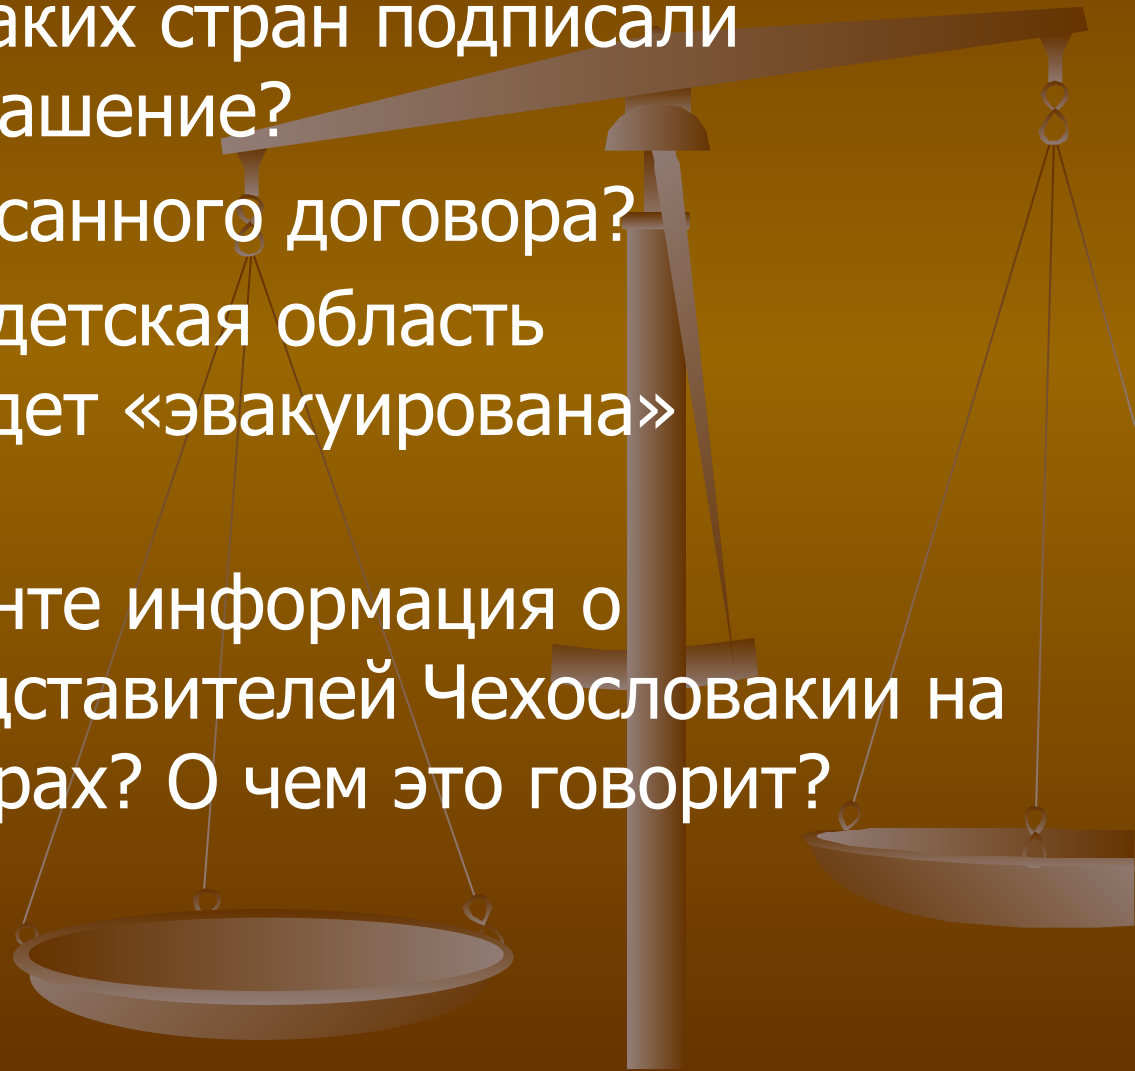 аких стран подписали
ашение?
санного договора?
детская область
дет «эвакуирована»
нте информация о
дставителей Чехословакии на
рах? О чем это говорит?